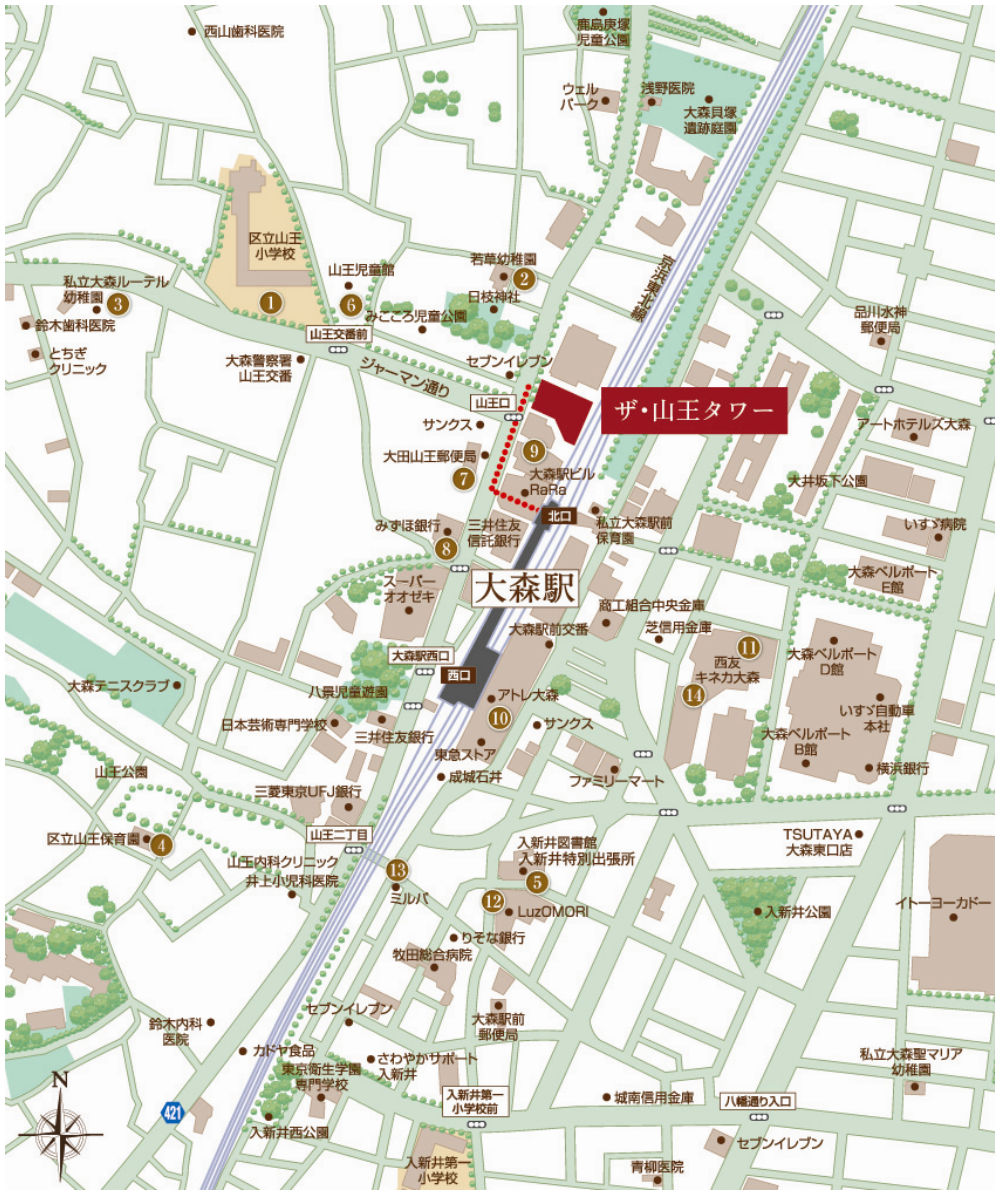 西山歯科医院
鹿島庚塚
児童公園
ウェル
パーク
浅野医院
大森貝塚
遺跡庭園
区立山王
小学校
若草幼稚園
2
山王児童館
6
日枝神社
私立大森ルーテル
幼稚園
3
1
みこころ児童公園
京浜東北線
鈴木歯科医院
山王交番前
品川水神
郵便局
とちぎ
クリニック
大森警察署
山王交番
ジャーマン通り
セブンイレブン
山王口
ザ・山王タワー
サンクス
アートホテルズ大森
大田山王郵便局
7
9
大森駅ビル
RaRa
大井坂下公園
北口
みずほ銀行
8
三井住友
信託銀行
私立大森駅前
保育園
いすゞ病院
大森駅
スーパー
オオゼキ
大森ベルポート
E館
商工組合中央金庫
大森駅前交番
芝信用金庫
11
大森駅西口
西口
西友
キネカ大森
大森ベルポート
D館
大森テニスクラブ
八景児童遊園
14
アトレ大森
10
いすゞ自動車
本社
日本芸術専門学校
サンクス
三井住友銀行
東急ストア
大森ベルポート
B館
山王公園
成城石井
ファミリーマート
横浜銀行
三菱東京UFJ銀行
区立山王保育園
4
山王二丁目
TSUTAYA
大森東口店
山王内科クリニック
井上小児科医院
13
ミルパ
入新井図書館
入新井特別出張所
5
12
LuzOMORI
入新井公園
イトーヨーカドー
りそな銀行
牧田総合病院
セブンイレブン
大森駅前
郵便局
鈴木内科
医院
カドヤ食品
さわやかサポート
入新井
東京衛生学園
専門学校
私立大森聖マリア
幼稚園
N
421
入新井第一
小学校前
城南信用金庫
八幡通り入口
入新井西公園
セブンイレブン
入新井第一
小学校
青柳医院